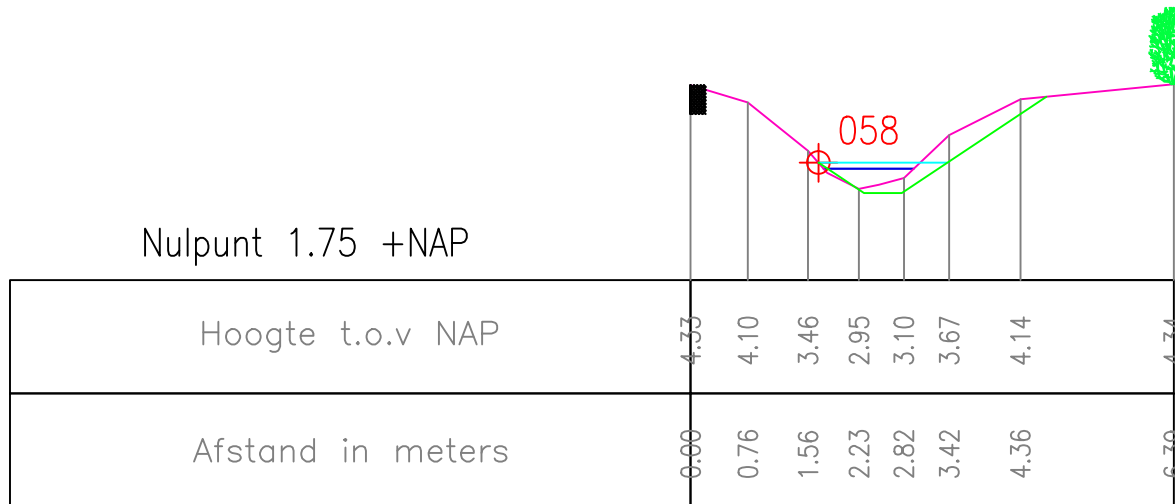 058
Nulpunt 1.75 +NAP
Hoogte t.o.v NAP 4.33 4.10 3.46 2.95 3.10 3.67 4.14 4.34
Afstand in meters 0.00 0.76 1.56 2.23 2.82 3.42 4.36